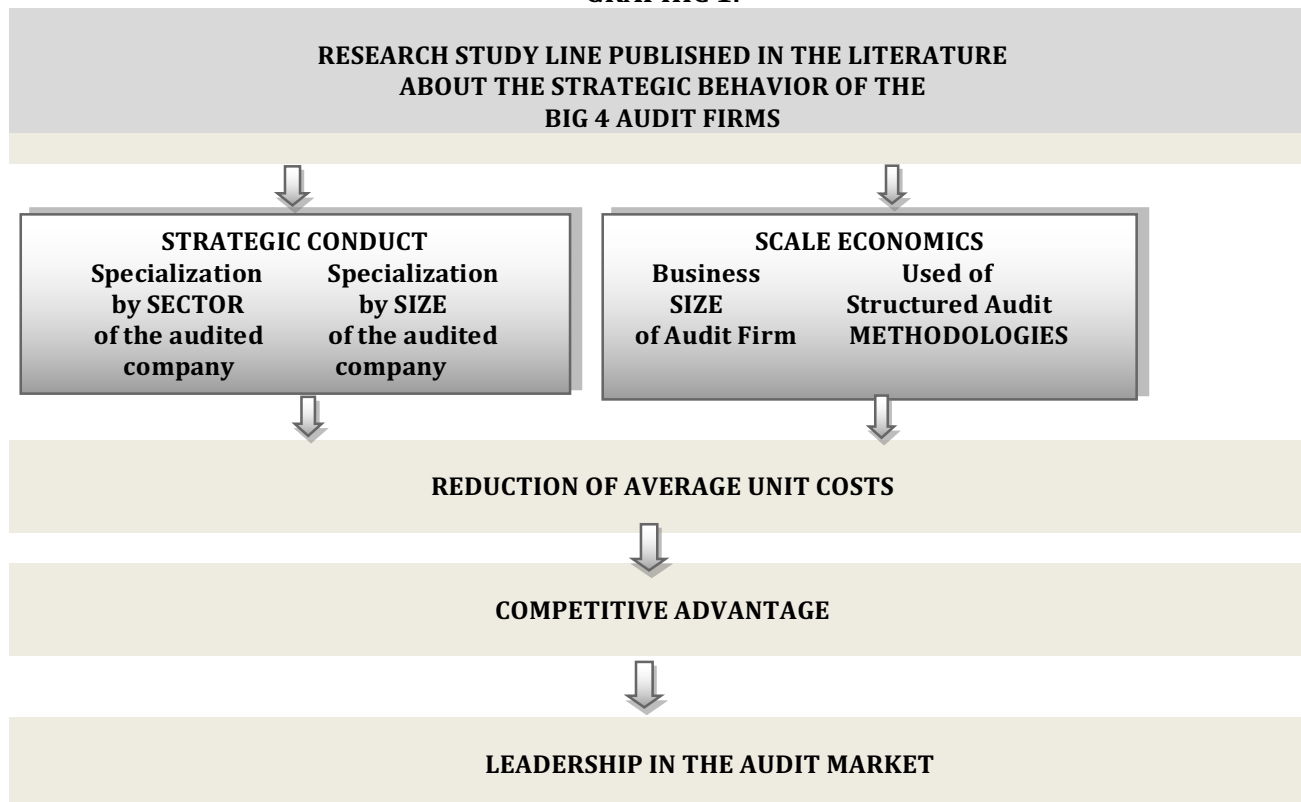 GRAPHIC 1.
RESEARCH STUDY LINE PUBLISHED IN THE LITERATURE
ABOUT THE STRATEGIC BEHAVIOR OF THE
BIG 4 AUDIT FIRMS
STRATEGIC CONDUCT
Specialization Specialization
by SECTOR by SIZE
of the audited of the audited
company company
SCALE ECONOMICS
Business Used of
SIZE Structured Audit
of Audit Firm METHODOLOGIES
REDUCTION OF AVERAGE UNIT COSTS
COMPETITIVE ADVANTAGE
LEADERSHIP IN THE AUDIT MARKET